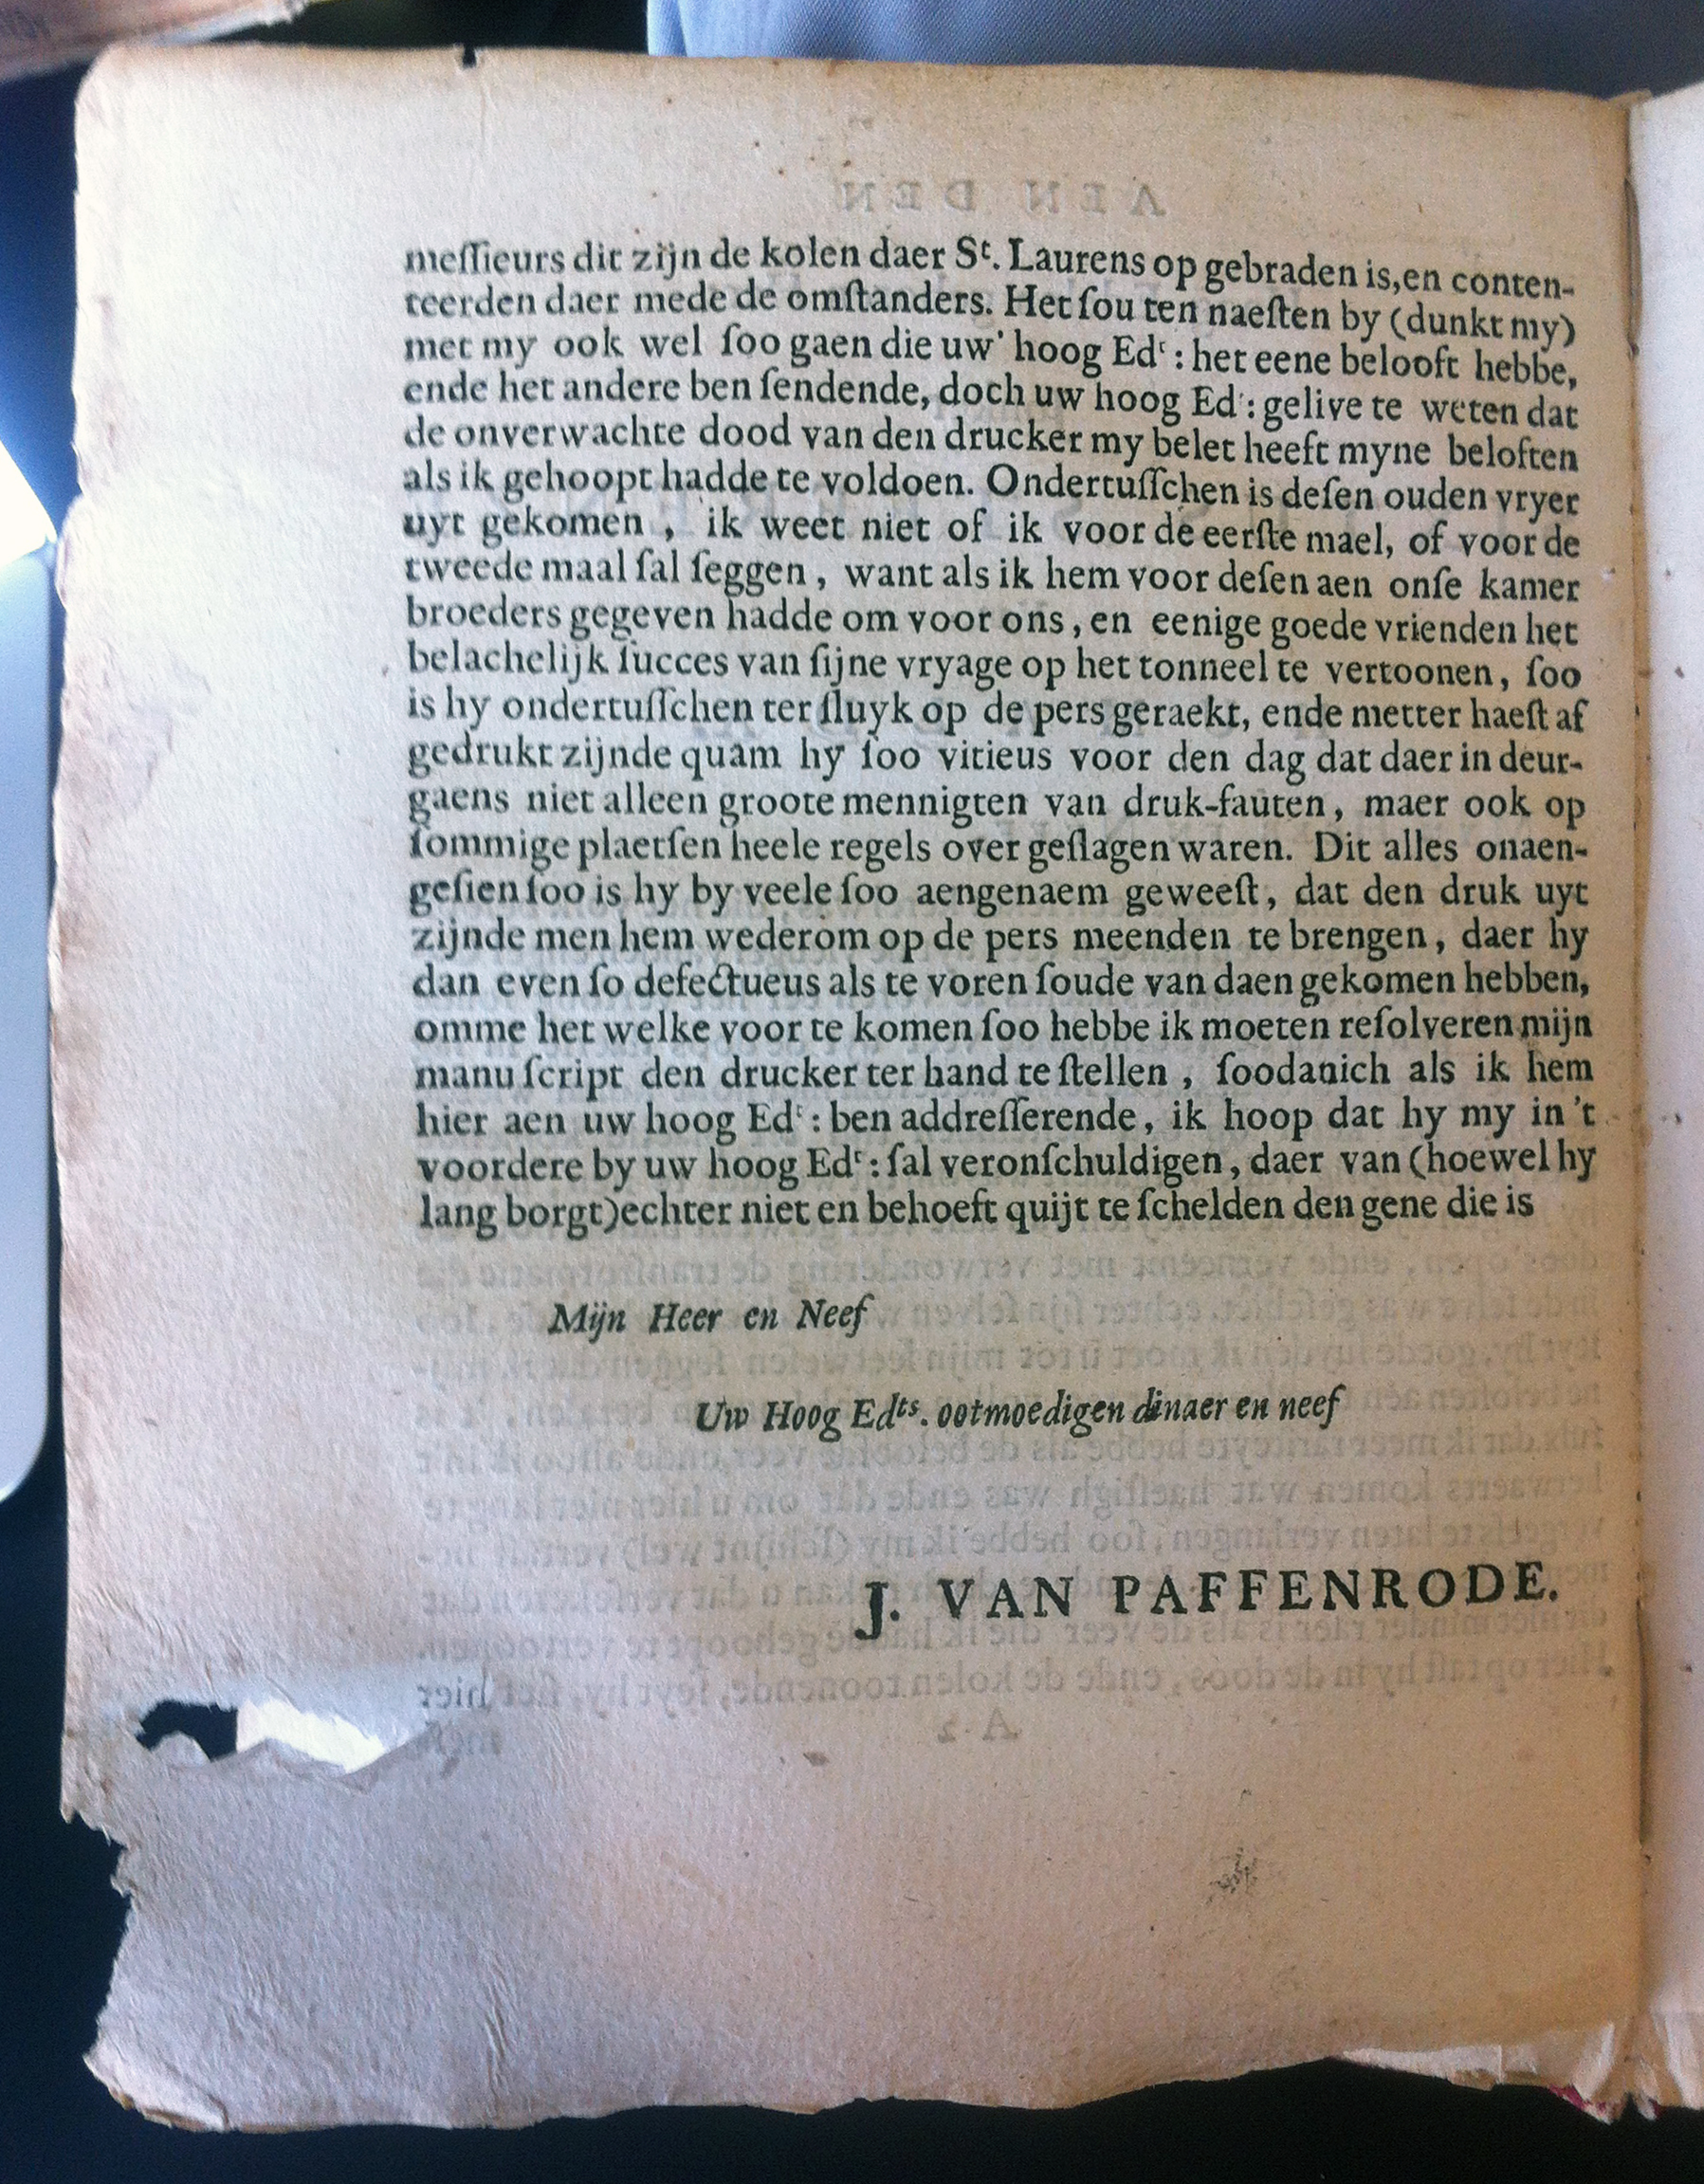 meſſieurs dit zijn de kolen daer Sᵗ. Laurens op gebraden is, en conten-
teerden daer mede de omſtanders. Het ſou ten naeſten by (dunkt my)
met my ook wel ſoo gaen die uw' hoog Edᵗ: het eene belooft hebbe,
ende het andere ben ſendende, doch uw hoog Edᵗ: gelive te weten dat
de onverwachte dood van den drucker my belet heeft myne beloften
als ik gehoopt hadde te voldoen. Ondertuſſchen is deſen ouden vryer
uyt gekomen, ik weet niet of ik voor de eerſte mael, of voor de
tweede maal ſal ſeggen, want als ik hem voor deſen aen onſe kamer
broeders gegeven hadde om voor ons, en eenige goede vrienden het
belachelijk ſucces van ſijne vryage op het tonneel te vertoonen, ſoo
is hy ondertuſſchen ter ſluyk op de pers geraekt, ende metter haeſt af
gedrukt zijnde quam hy ſoo vitieus voor den dag dat daer in deur-
gaens niet alleen groote mennigten van druk-fauten, maer ook op
ſommige plaetſen heele regels over geſlagen waren. Dit alles onaen-
geſien ſoo is hy by veele ſoo aengenaem geweeſt, dat den druk uyt
zijnde men hem wederom op de pers meenden te brengen, daer hy
dan even ſo defectueus als te voren ſoude van daen gekomen hebben,
omme het welke voor te komen ſoo hebbe ik moeten reſolveren mijn
manu ſcript den drucker ter hand te ſtellen, ſoodanich als ik hem
hier aen uw hoog Edᵗ: ben addreſſerende, ik hoop dat hy my in 't
voordere by uw hoog Edᵗ: ſal veronſchuldigen, daer van (hoewel hy
lang borgt) echter niet en behoeft quijt te ſchelden den gene die is
Mijn Heer en Neef
Uw Hoog Edᵗˢ. ootmoedigen dinaer en neef
J. VAN PAFFENRODE.